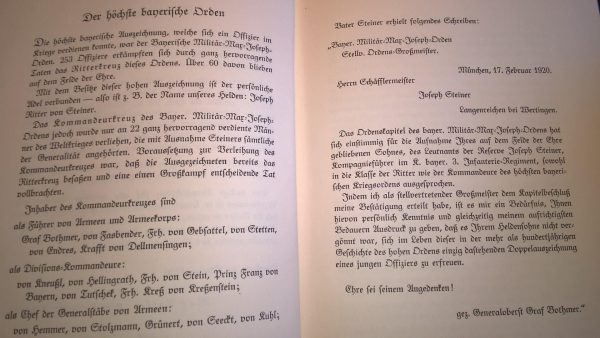 Der höchste bayerische Orden
Die höchste bayerische Auszeichnung, welche sich ein Offizier im
Kriege verdienen konnte, war der Bayerische Militär-Max-Joseph-
Orden. 253 Offiziere erkämpften sich durch ganz hervorragende
Taten das Ritterkreuz dieses Ordens. Über 60 davon blieben
auf dem Felde der Ehre.
Mit dem Besitze dieser hohen Auszeichnung ist der persönliche
Adel verbunden — also ist z. B. der Name unseres Helden: Joseph
Ritter von Steiner.
Das Kommandeurkreuz des Bayer. Militär-Max-Joseph-
Ordens jedoch wurde nur an 22 ganz hervorragend verdiente Män-
ner des Weltkrieges verliehen, die mit Ausnahme Steiners sämtliche
der Generalität angehörten. Voraussetzung zur Verleihung des
Kommandeurkreuzes war, daß die Ausgezeichneten bereits das
Ritterkreuz besaßen und eine einen Großkampf entscheidende Tat
vollbrachten.
Inhaber des Kommandeurkreuzes sind
als Führer von Armeen und Armeekorps:
Graf Bothmer, von Fasbender, Frh. von Gebsattel, von Stetten,
von Endres, Krafft von Dellmensingen;
als Divisions-Kommandeure:
von Kneußl, von Hellingrath, Frh. von Stein, Prinz Franz von
Bayern, von Tutschek, Frh. Kreß von Kreßenstein;
als Chef der Generalstäbe von Armeen:
von Hemmer, von Stolzmann, Grünert, von Seeckt, von Kuhl;
Vater Steiner erhielt folgendes Schreiben:
„Bayer. Militär-Max-Joseph-Orden
Stellv. Ordens-Großmeister.
München, 17. Februar 1920.
Herrn Schäfflermeister
Joseph Steiner
Langenreichen bei Wertingen.
Das Ordenskapitel des bayer. Militär-Max-Joseph-Ordens hat
sich einstimmig für die Aufnahme Ihres auf dem Felde der Ehre
gebliebenen Sohnes, des Leutnants der Reserve Joseph Steiner,
Kompagnieführer im K. bayer. 3. Infanterie-Regiment, sowohl
in die Klasse der Ritter wie der Kommandeure des höchsten bayeri-
schen Kriegsordens ausgesprochen.
Indem ich als stellvertretender Großmeister dem Kapitelbeschluß
meine Bestätigung erteilt habe, ist es mir ein Bedürfnis, Ihnen
hievon persönlich Kenntnis und gleichzeitig meinem aufrichtigsten
Bedauern Ausdruck zu geben, daß es Ihrem Heldensohne nicht ver-
gönnt war, sich im Leben dieser in der mehr als hundertjährigen
Geschichte des hohen Ordens einzig dastehenden Doppelauszeichnung
eines jungen Offiziers zu erfreuen.
Ehre sei seinem Angedenken!
gez. Generaloberst Graf Bothmer.“